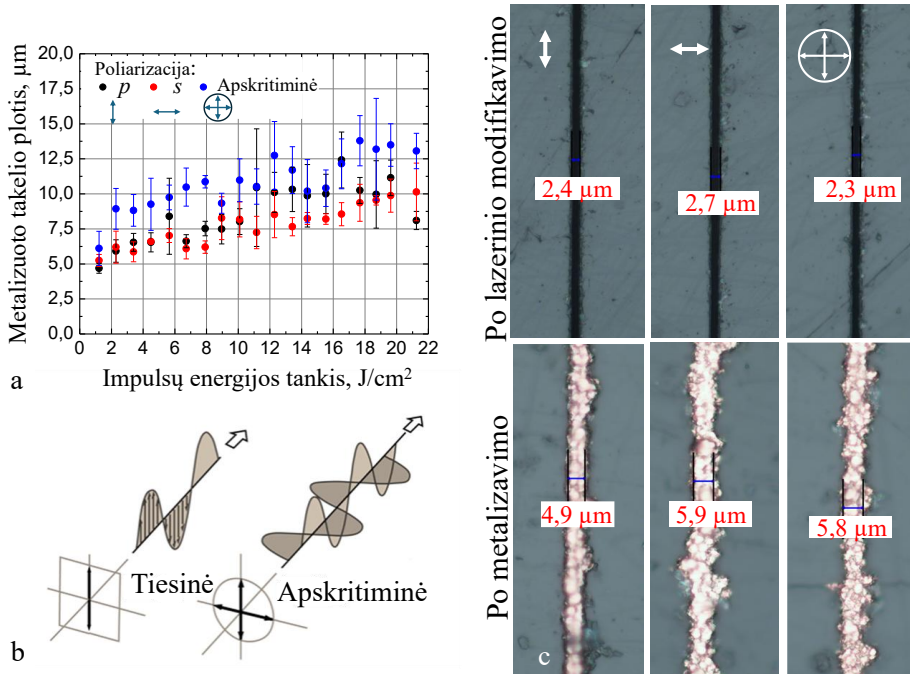 Metalizuoto takelio plotis, µm
20,0
17,5
15,0
12,5
10,0
7,5
5,0
2,5
0,0
Poliarizacija:
p s Apskritiminė
0 2 4 6 8 10 12 14 16 18 20 22
Impulsų energijos tankis, J/cm²
a
Tiesinė
Apskritiminė
b
Po lazerinio modifikavimo
2,4 µm
2,7 µm
2,3 µm
Po metalizavimo
4,9 µm
5,9 µm
5,8 µm
c